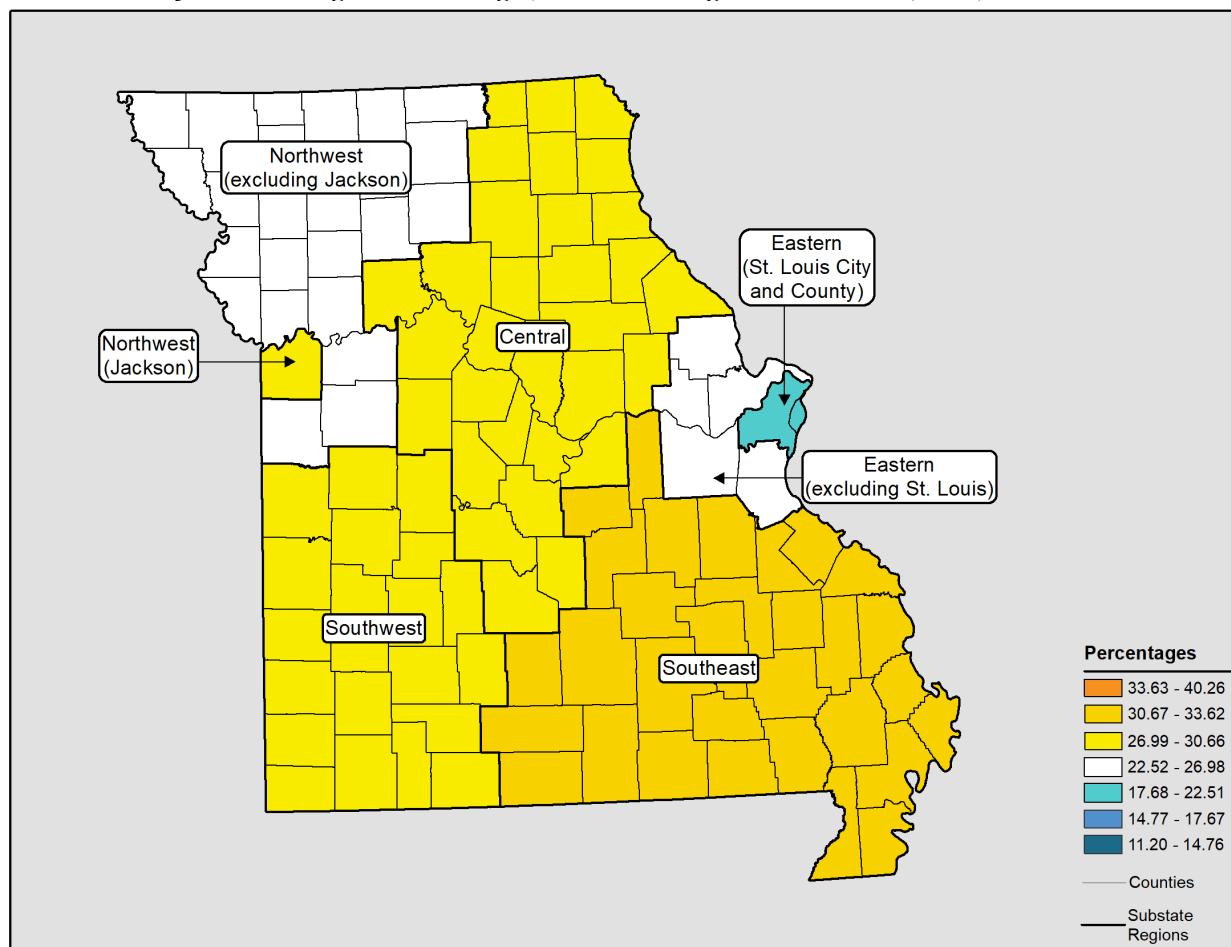 Northwest
(excluding Jackson)
Eastern
(St. Louis City
and County)
Central
Northwest
(Jackson)
Eastern
(excluding St. Louis)
Southwest
Southeast
Percentages
33.63 - 40.26
30.67 - 33.62
26.99 - 30.66
22.52 - 26.98
17.68 - 22.51
14.77 - 17.67
11.20 - 14.76
Counties
Substate
Regions